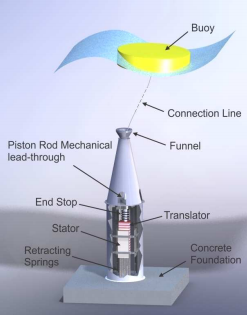 Buoy
Connection Line
Funnel
Piston Rod Mechanical
lead-through
End Stop
Translator
Stator
Retracting
Springs
Concrete
Foundation